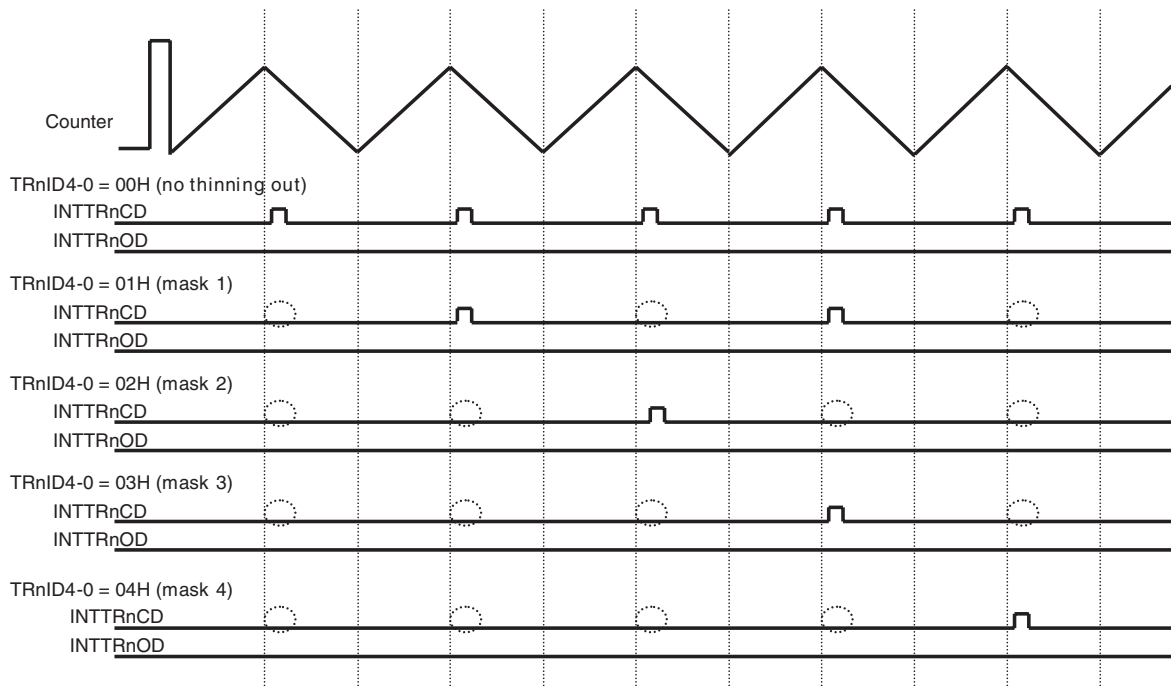 Counter
TRnID4-0 = 00H (no thinning out)
INTTRnCD
INTTRnOD
TRnID4-0 = 01H (mask 1)
INTTRnCD
INTTRnOD
TRnID4-0 = 02H (mask 2)
INTTRnCD
INTTRnOD
TRnID4-0 = 03H (mask 3)
INTTRnCD
INTTRnOD
TRnID4-0 = 04H (mask 4)
INTTRnCD
INTTRnOD